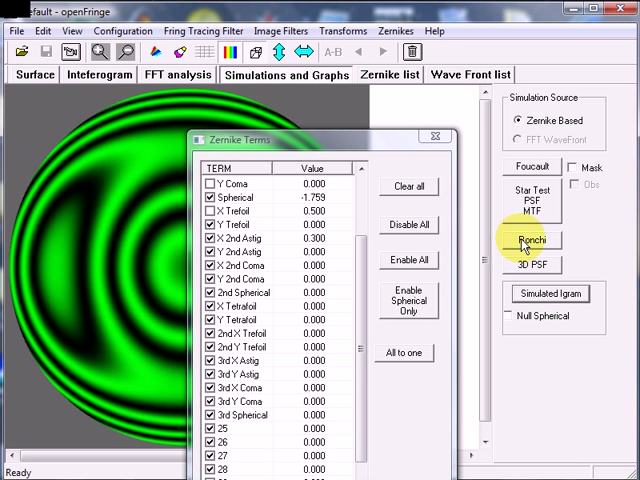 efault - openFringe
File Edit View Configuration Fring Tracing Filter Image Filters Transforms Zernikes Help
A-B
Surface Inteferogram FFT analysis Simulations and Graphs Zernike list Wave Front list
Simulation Source
Zernike Based
FFT WaveFront
Foucault Mask
Star Test
PSF
MTF
Obs
Ronchi
3D PSF
Simulated Igram
Null Spherical
Zernike Terms
TERM Value
Y Coma 0.000
Spherical -1.759
X Trefoil 0.500
Y Trefoil 0.000
X 2nd Astig 0.300
Y 2nd Astig 0.000
X 2nd Coma 0.000
Y 2nd Coma 0.000
2nd Spherical 0.000
X Tetrafoil 0.000
Y Tetrafoil 0.000
2nd X Trefoil 0.000
2nd Y Trefoil 0.000
3rd X Astig 0.000
3rd Y Astig 0.000
3rd X Coma 0.000
3rd Y Coma 0.000
3rd Spherical 0.000
25 0.000
26 0.000
27 0.000
28 0.000
Clear all
Disable All
Enable All
Enable
Spherical
Only
All to one
Ready